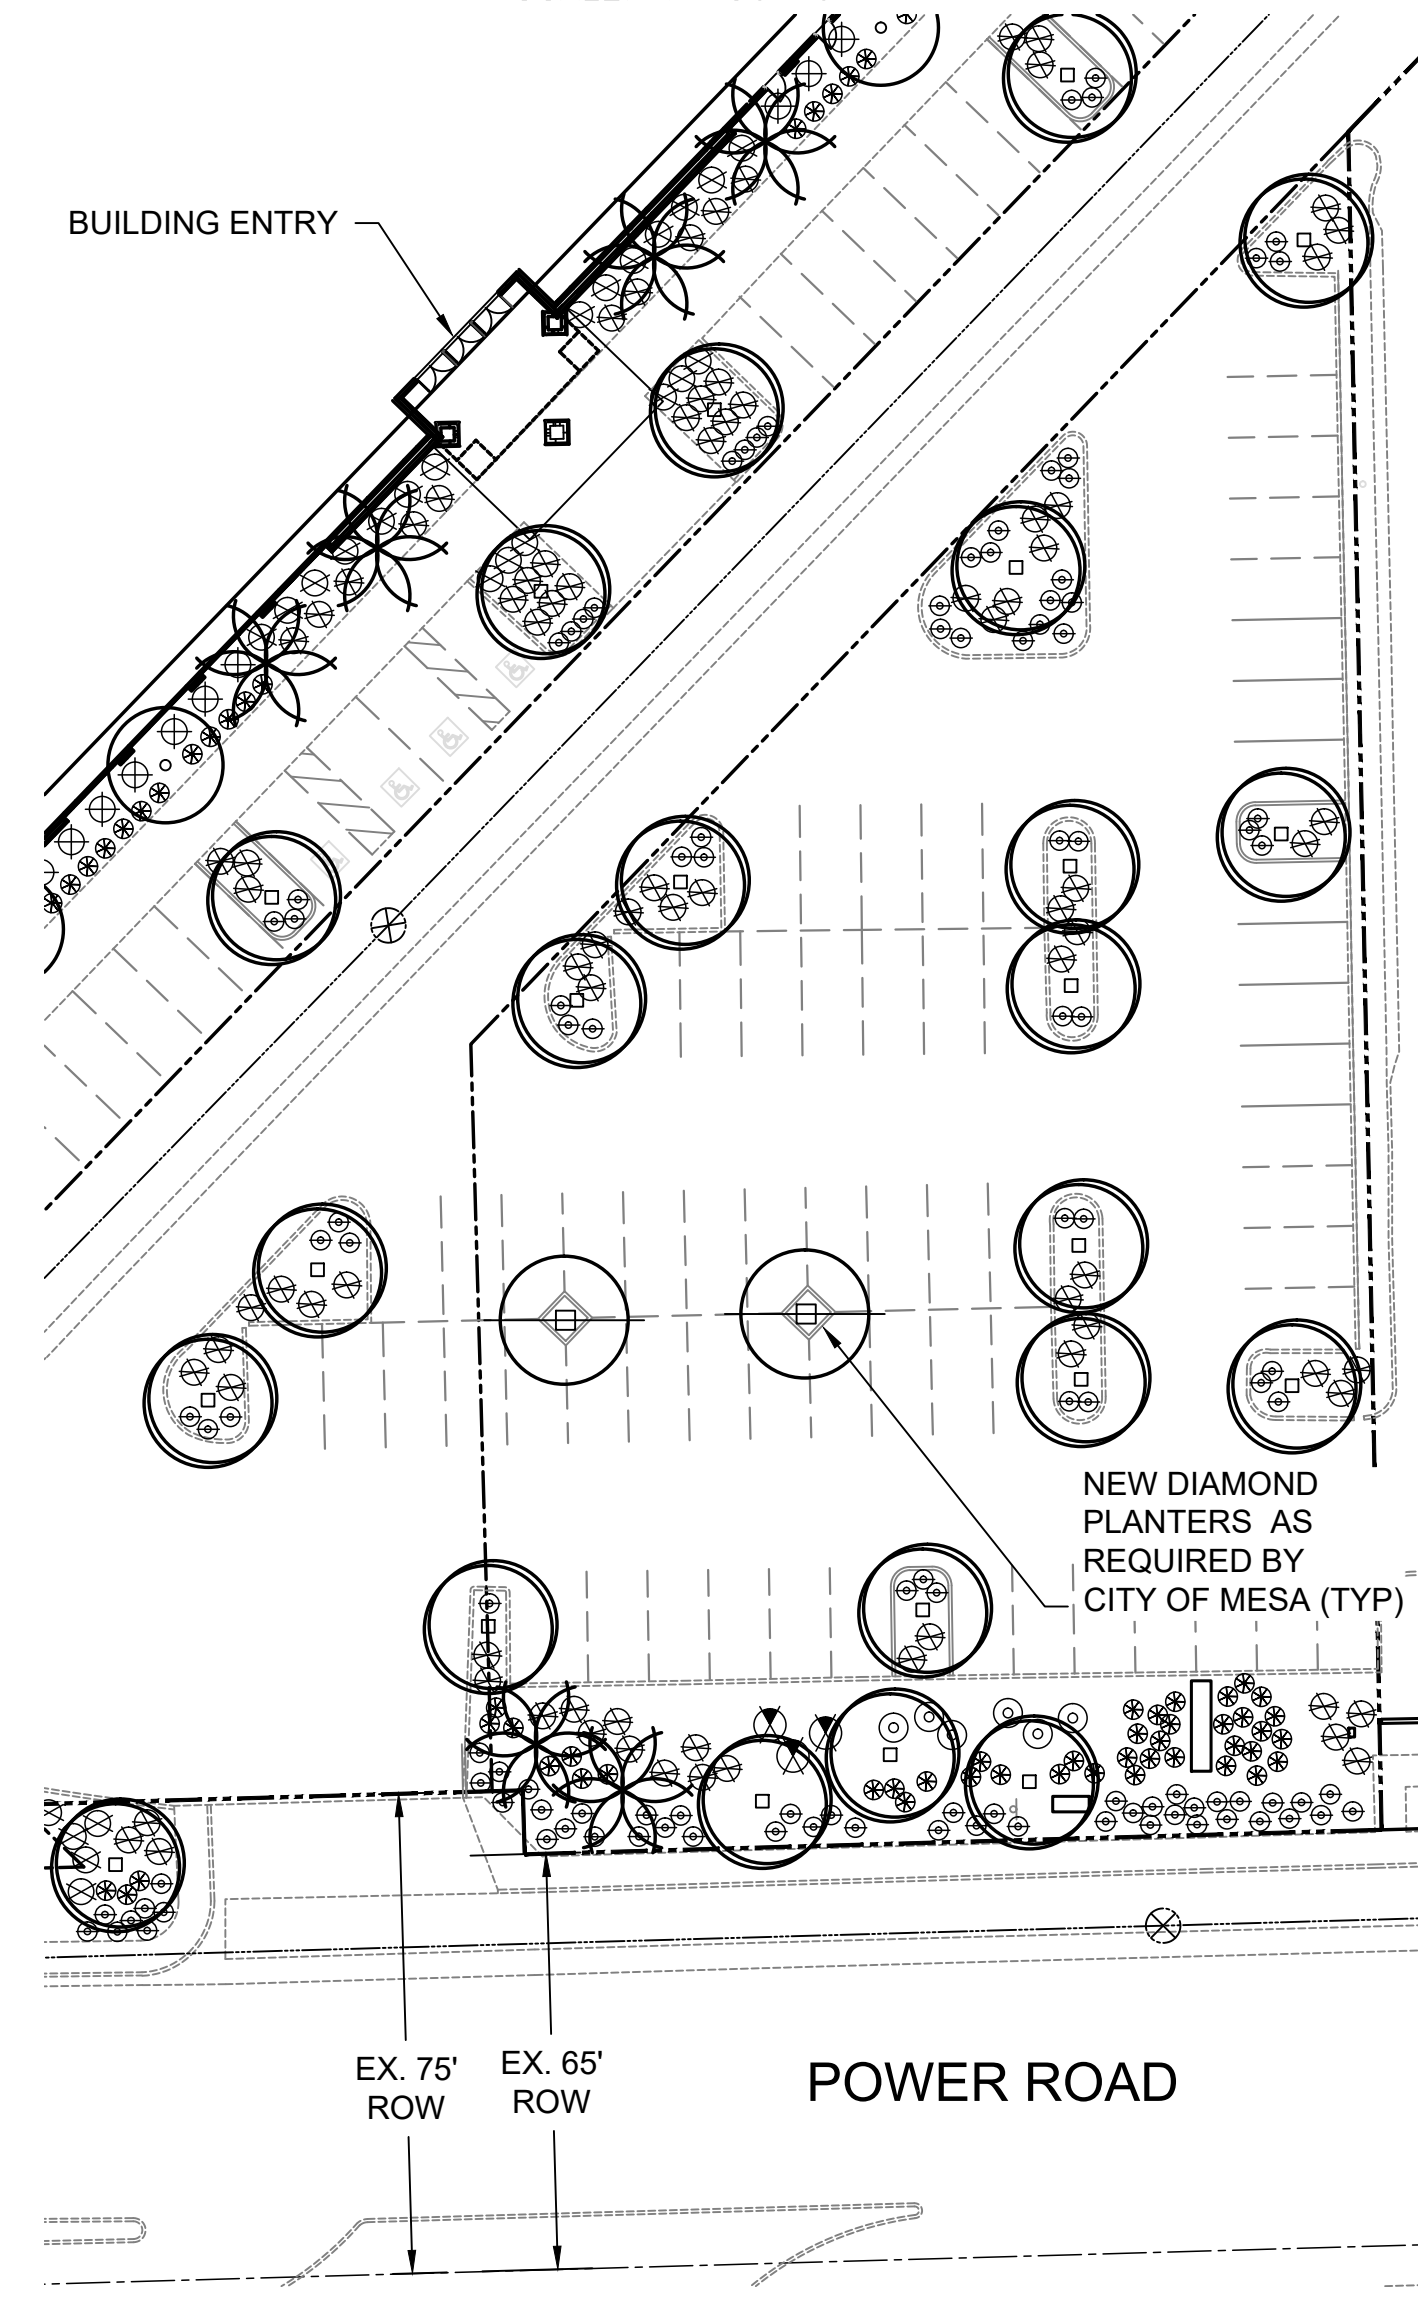 BUILDING ENTRY
NEW DIAMOND
PLANTERS AS
REQUIRED BY
CITY OF MESA (TYP)
EX. 75'
ROW
EX. 65'
ROW
POWER ROAD